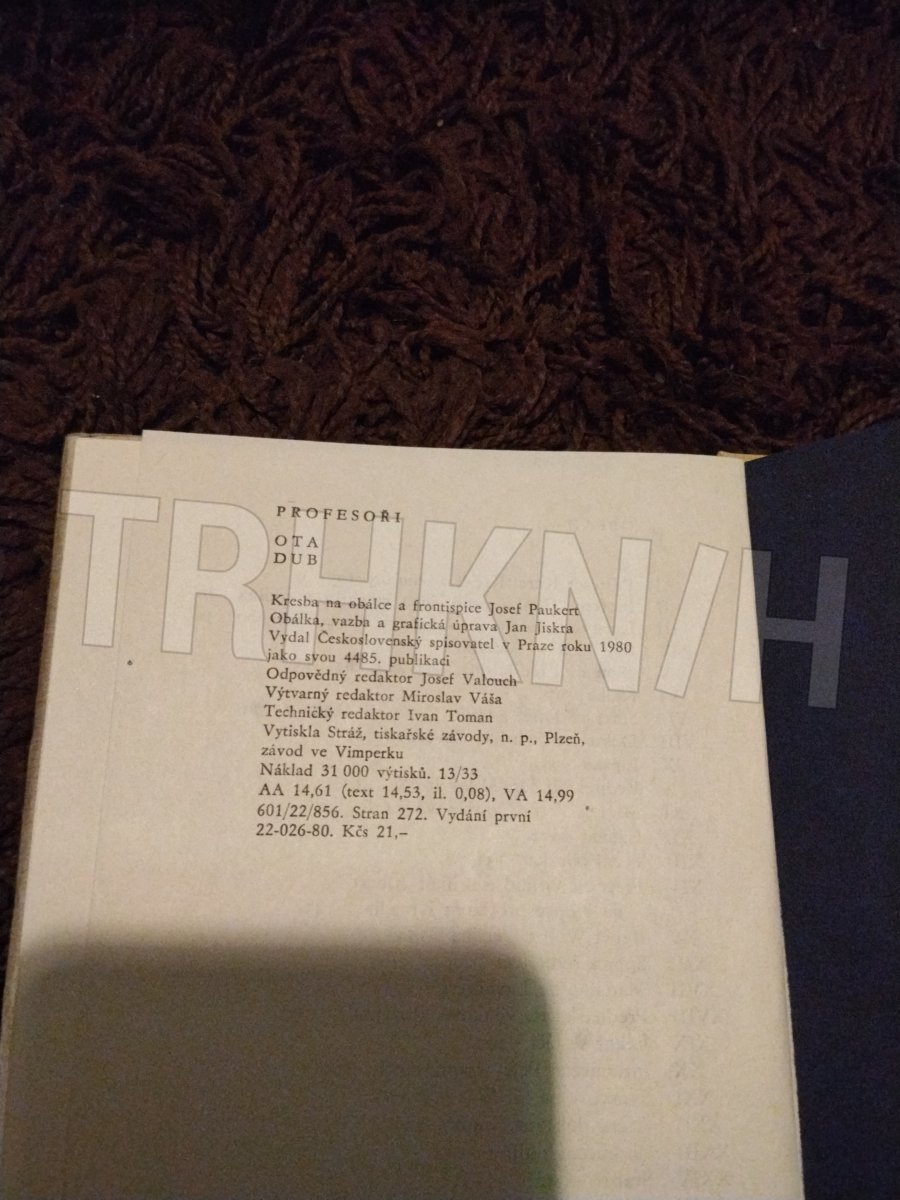 PROFESOŘI
OTA
DUB
Kresba na obálce a frontispice Josef Paukert
Obálka, vazba a grafická úprava Jan Jiskra
Vydal Československý spisovatel v Praze roku 1980
jako svou 4485. publikaci
Odpovědný redaktor Josef Valouch
Výtvarný redaktor Miroslav Váša
Technický redaktor Ivan Toman
Vytiskla Stráž, tiskařské závody, n. p., Plzeň,
závod ve Vimperku
Náklad 31 000 výtisků. 13/33
AA 14,61 (text 14,53, il. 0,08), VA 14,99
601/22/856. Stran 272. Vydání první
22-026-80. Kčs 21,–
TRHKN/H